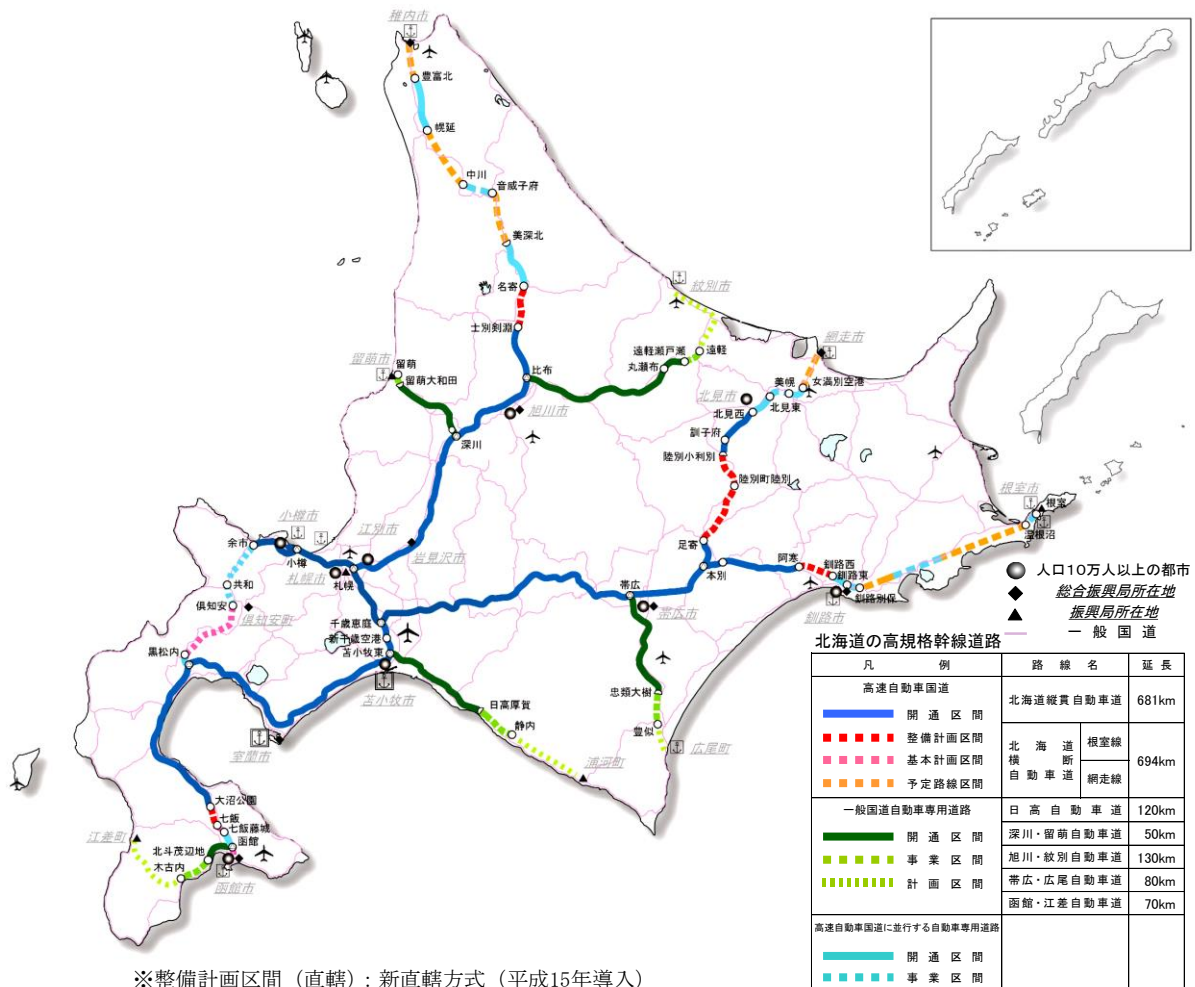 稚内市
豊富北
幌延
中川
音威子府
美深北
名寄
紋別市
士別剣淵
網走市
遠軽瀬戸瀬
遠軽
留萌市
留萌
比布
丸瀬布
美幌
女満別空港
留萌大和田
北見市
北見東
旭川市
北見西
深川
訓子府
陸別小利別
陸別町陸別
根室市
根室
小樽市
江別市
温根沼
余市
岩見沢市
足寄
小樽
阿寒
釧路西
札幌市
札幌
本別
釧路東
共和
帯広
釧路別保
人口10万人以上の都市
倶知安
総合振興局所在地
倶知安町
帯広市
釧路市
振興局所在地
千歳恵庭
一般国道
新千歳空港
黒松内
苫小牧東
北海道の高規格幹線道路
凡例
路線名
延長
忠類大樹
高速自動車国道
北海道縦貫自動車道
681km
苫小牧市
日高厚賀
開通区間
静内
豊似
整備計画区間
北海道横断自動車道
根室線
694km
室蘭市
広尾町
基本計画区間
浦河町
網走線
予定路線区間
大沼公園
一般国道自動車専用道路
日高自動車道
120km
七飯
七飯藤城
開通区間
深川・留萌自動車道
50km
江差町
函館
北斗茂辺地
事業区間
旭川・紋別自動車道
130km
木古内
計画区間
帯広・広尾自動車道
80km
函館市
函館・江差自動車道
70km
高速自動車国道に並行する自動車専用道路
開通区間
※整備計画区間（直轄）：新直轄方式（平成15年導入）
事業区間